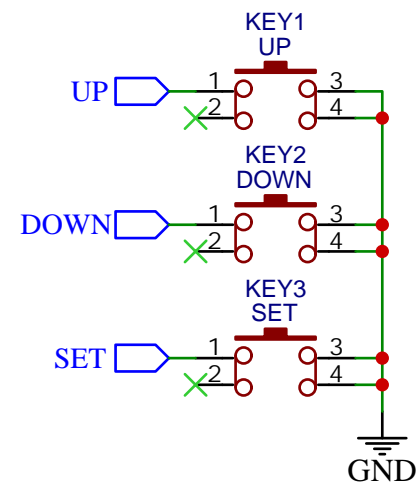 KEY1
UP
UP 1 3
2 4
KEY2
DOWN
DOWN 1 3
2 4
KEY3
SET
SET 1 3
2 4
GND